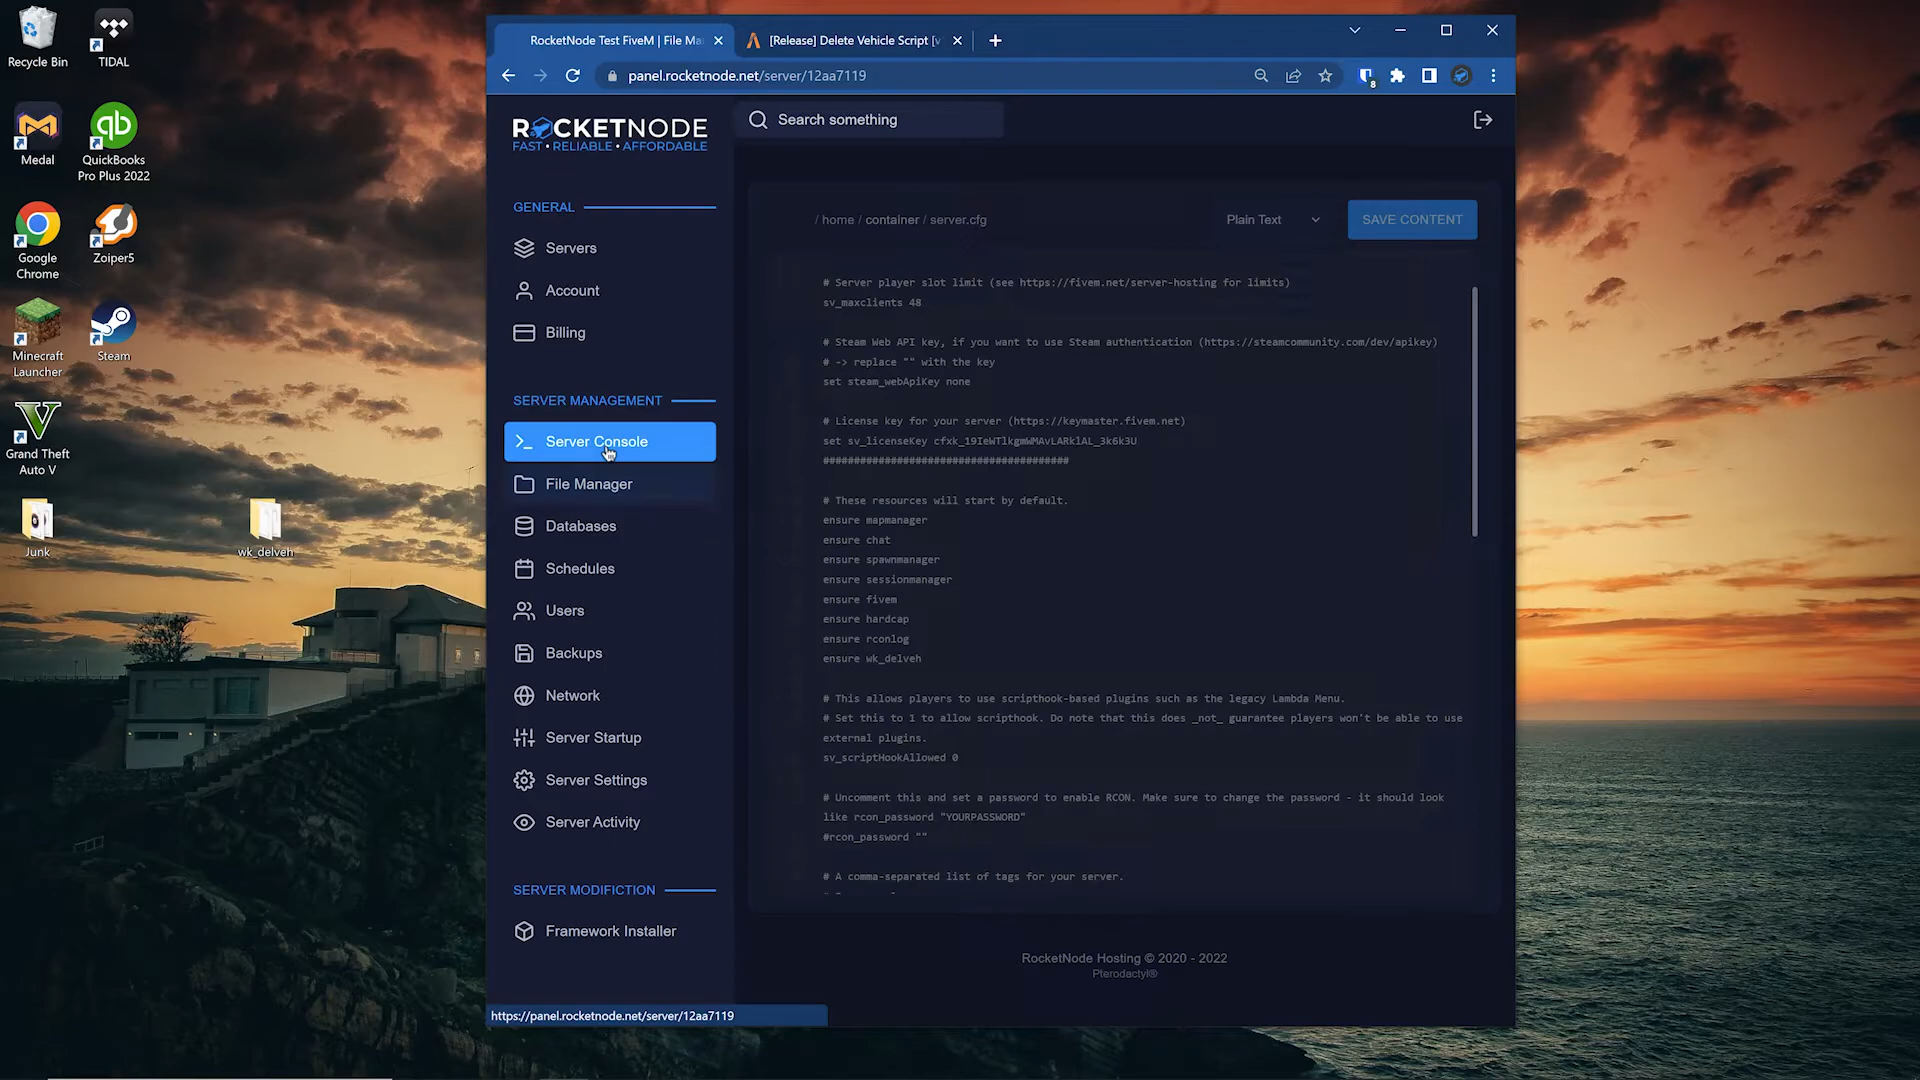 Recycle Bin
TIDAL
Medal
QuickBooks
Pro Plus 2022
Google
Chrome
Zoiper5
Minecraft
Launcher
Steam
Grand Theft
Auto V
Junk
wk_delveh
RocketNode Test FiveM | File Ma
[Release] Delete Vehicle Script [v
panel.rocketnode.net/server/12aa7119
8
ROCKETNODE
FAST • RELIABLE • AFFORDABLE
Search something
GENERAL
Servers
Account
Billing
SERVER MANAGEMENT
Server Console
File Manager
Databases
Schedules
Users
Backups
Network
Server Startup
Server Settings
Server Activity
SERVER MODIFICTION
Framework Installer
/ home / container / server.cfg
Plain Text
SAVE CONTENT
# Server player slot limit (see https://fivem.net/server-hosting for limits)
sv_maxclients 48
# Steam Web API key, if you want to use Steam authentication (https://steamcommunity.com/dev/apikey)
# -> replace "" with the key
set steam_webApiKey none
# License key for your server (https://keymaster.fivem.net)
set sv_licenseKey cfxk_19IeWTlkgmWMAvLARklAL_3k6k3U
########################################
# These resources will start by default.
ensure mapmanager
ensure chat
ensure spawnmanager
ensure sessionmanager
ensure fivem
ensure hardcap
ensure rconlog
ensure wk_delveh
# This allows players to use scripthook-based plugins such as the legacy Lambda Menu.
# Set this to 1 to allow scripthook. Do note that this does _not_ guarantee players won't be able to use
external plugins.
sv_scriptHookAllowed 0
# Uncomment this and set a password to enable RCON. Make sure to change the password - it should look
like rcon_password "YOURPASSWORD"
#rcon_password ""
# A comma-separated list of tags for your server.
RocketNode Hosting © 2020 - 2022
Pterodactyl®
https://panel.rocketnode.net/server/12aa7119